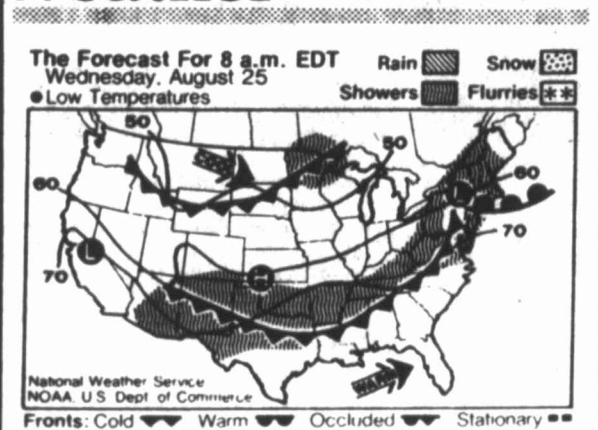 The Forecast For 8 a.m. EDT
Wednesday, August 25
●Low Temperatures
Rain Snow
Showers Flurries **
50
50
60
60
70
70
L
H
L
WARM
National Weather Service
NOAA. U S Dept of Commerce
Fronts: Cold Warm Occluded Stationary